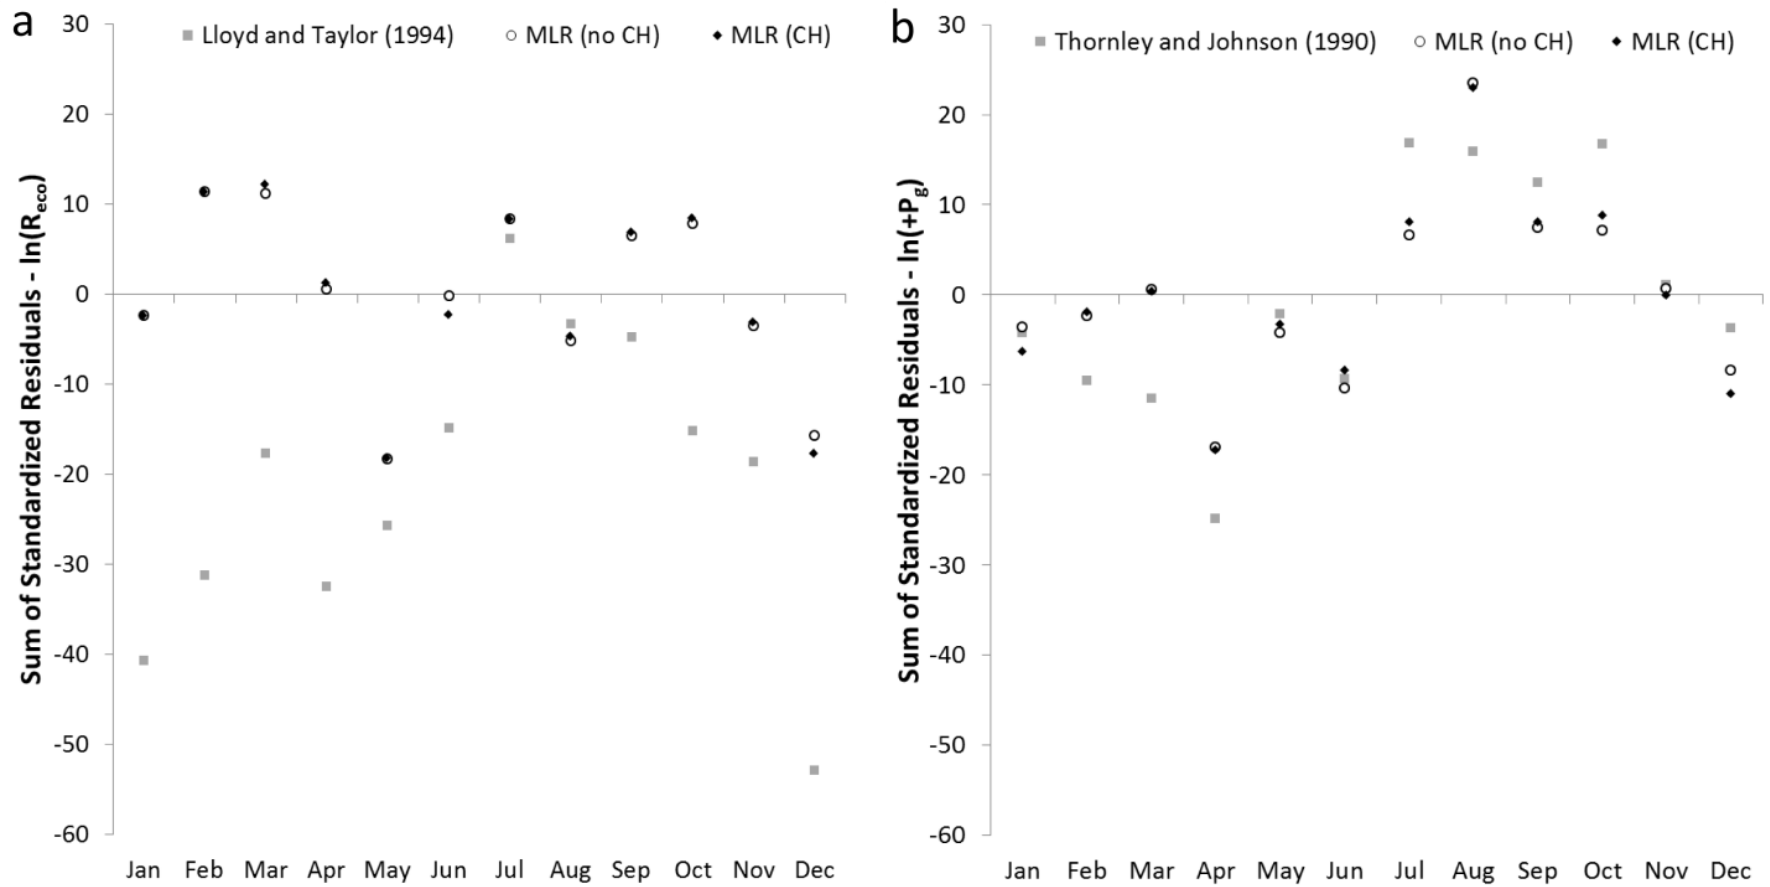 a
Lloyd and Taylor (1994) MLR (no CH) MLR (CH)
Sum of Standardized Residuals - ln(Reco)
30
20
10
0
-10
-20
-30
-40
-50
-60
Jan Feb Mar Apr May Jun Jul Aug Sep Oct Nov Dec
b
Thornley and Johnson (1990) MLR (no CH) MLR (CH)
Sum of Standardized Residuals - ln(+Pg)
30
20
10
0
-10
-20
-30
-40
-50
-60
Jan Feb Mar Apr May Jun Jul Aug Sep Oct Nov Dec